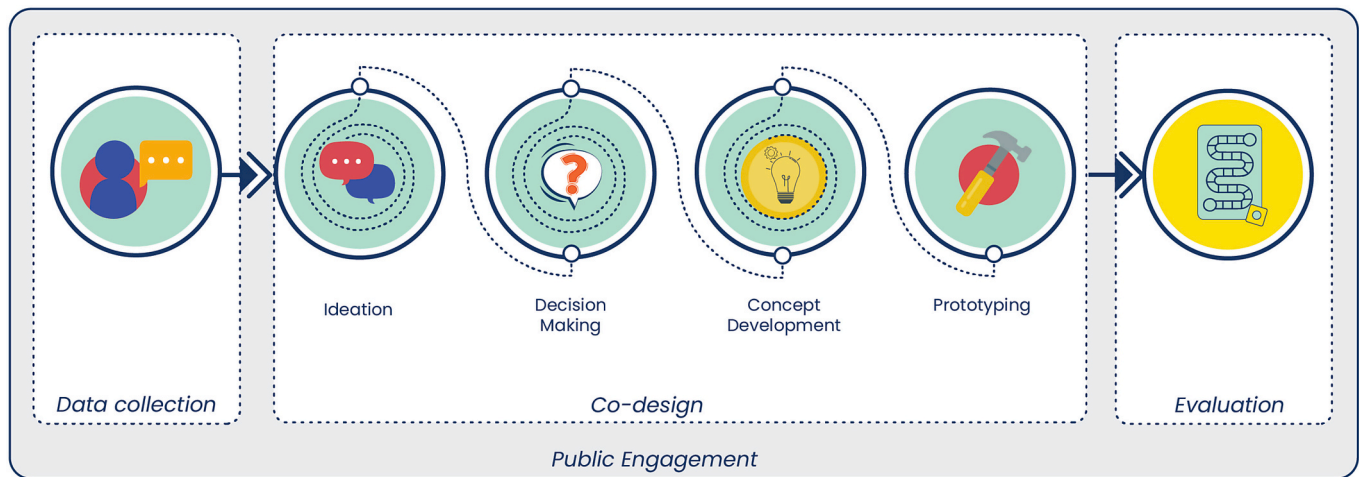 Ideation
Decision
Making
Concept
Development
Prototyping
Data collection
Co-design
Evaluation
Public Engagement